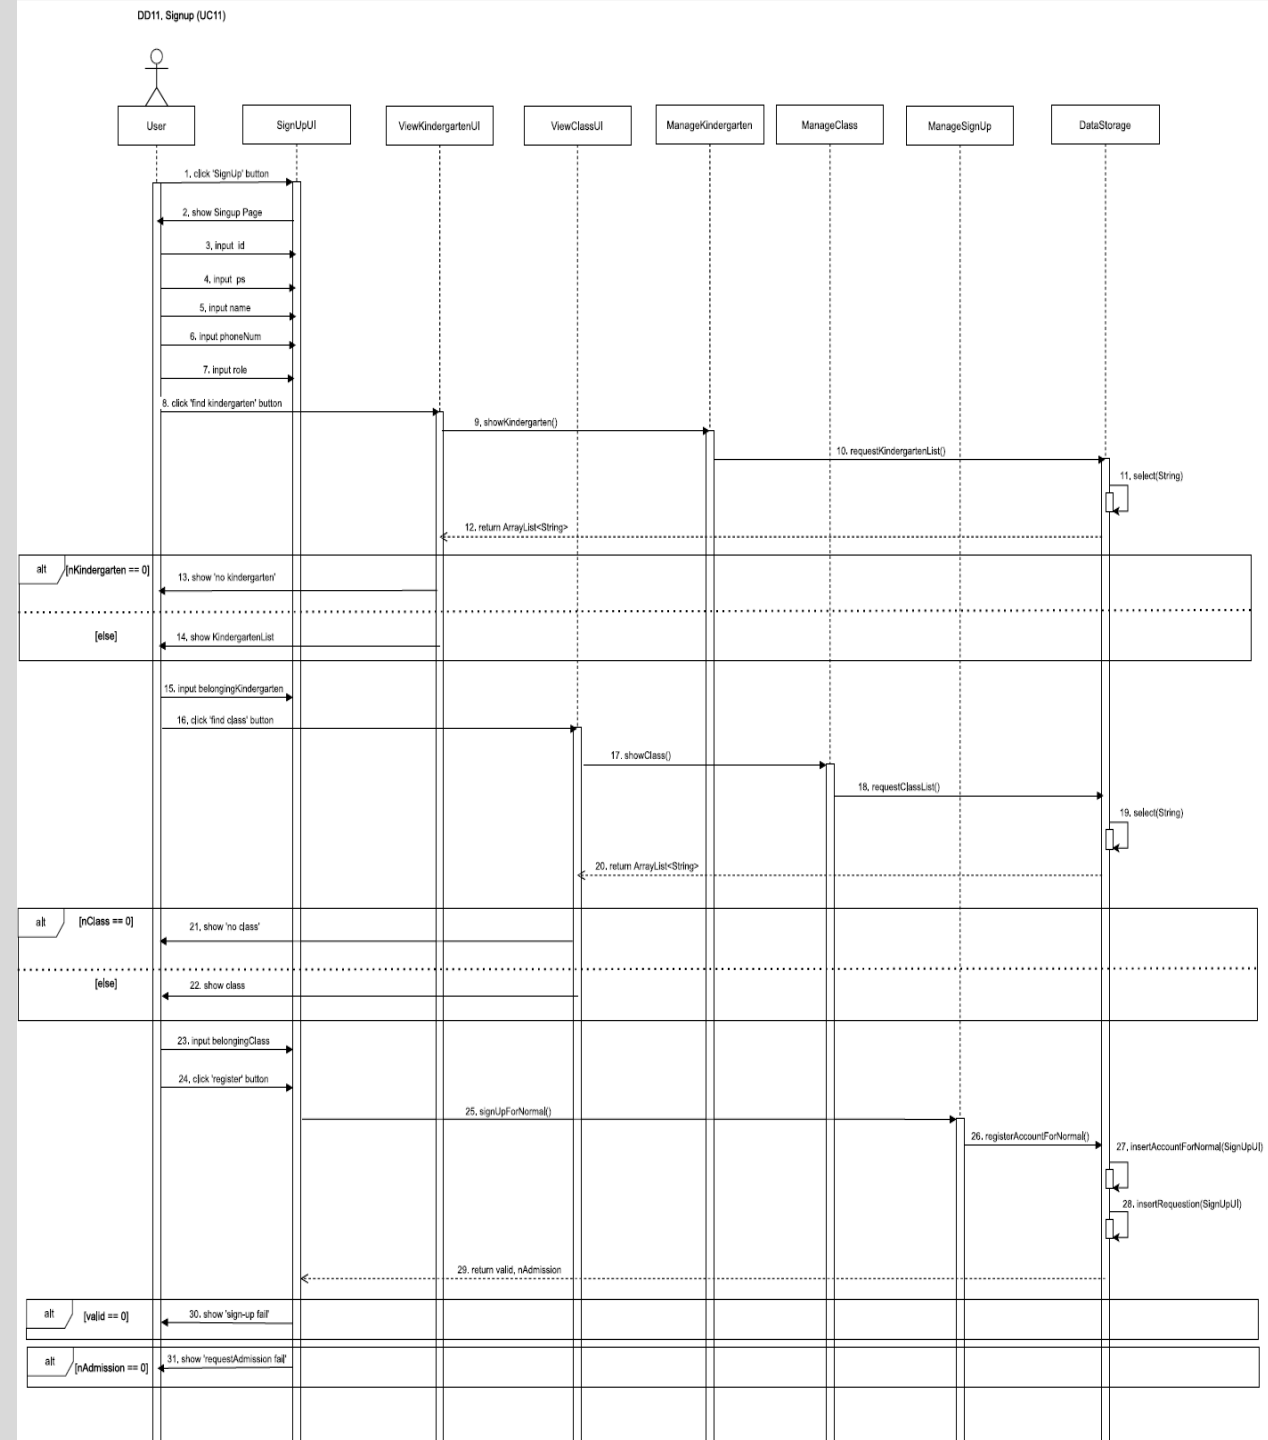 DD11. Signup (UC11)
User
SignUpUI
ViewKindergartenUI
ViewClassUI
ManageKindergarten
ManageClass
ManageSignUp
DataStorage
1. click 'SignUp' button
2. show Singup Page
3. input id
4. input ps
5. input name
6. input phoneNum
7. input role
8. click 'find kindergarten' button
9. showKindergarten()
10. requestKindergartenList()
11. select(String)
12. return ArrayList<String>
alt
[nKindergarten == 0]
13. show 'no kindergarten'
[else]
14. show KindergartenList
15. input belongingKindergarten
16. click 'find class' button
17. showClass()
18. requestClassList()
19. select(String)
20. return ArrayList<String>
alt
[nClass == 0]
21. show 'no class'
[else]
22. show class
23. input belongingClass
24. click 'register' button
25. signUpForNormal()
26. registerAccountForNormal()
27. insertAccountForNormal(SignUpUI)
28. insertRequestion(SignUpUI)
29. return valid, nAdmission
alt
[valid == 0]
30. show 'sign-up fail'
alt
[nAdmission == 0]
31. show 'requestAdmission fail'